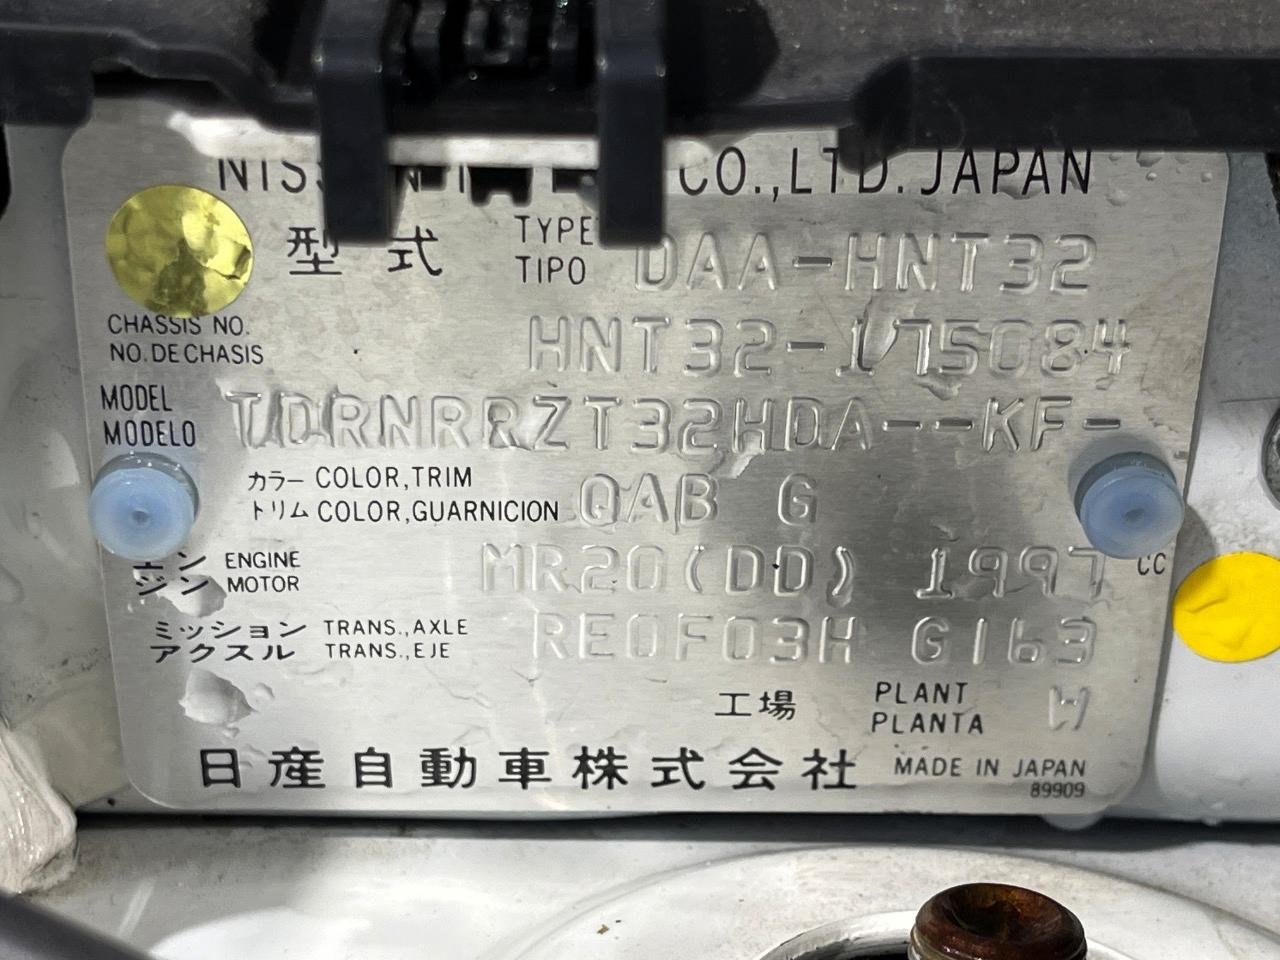 CO.,LTD. JAPAN
型 式 TYPE TIPO DAA-HNT32
CHASSIS NO. NO. DE CHASIS HNT32-175084
MODEL MODELO TDRNRRZT32HDA--KF-
カラー COLOR,TRIM
トリム COLOR,GUARNICION QAB G
エン ENGINE
ジン MOTOR MR20(DD) 1997 CC
ミッション TRANS.,AXLE
アクスル TRANS.,EJE RE0F03H G163
工場 PLANT PLANTA W
日産自動車株式会社 MADE IN JAPAN
89909